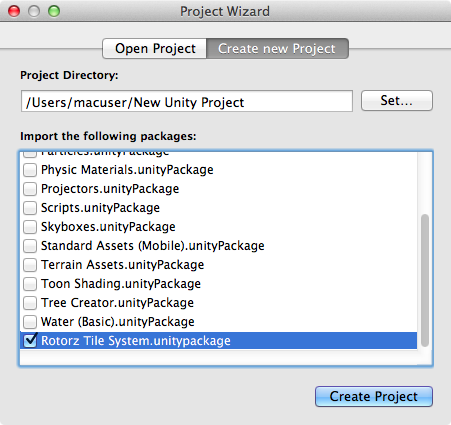 Project Wizard
Open Project
Create new Project
Project Directory:
/Users/macuser/New Unity Project
Set...
Import the following packages:
Particles.unityPackage
Physic Materials.unityPackage
Projectors.unityPackage
Scripts.unityPackage
Skyboxes.unityPackage
Standard Assets (Mobile).unityPackage
Terrain Assets.unityPackage
Toon Shading.unityPackage
Tree Creator.unityPackage
Water (Basic).unityPackage
Rotorz Tile System.unitypackage
Create Project